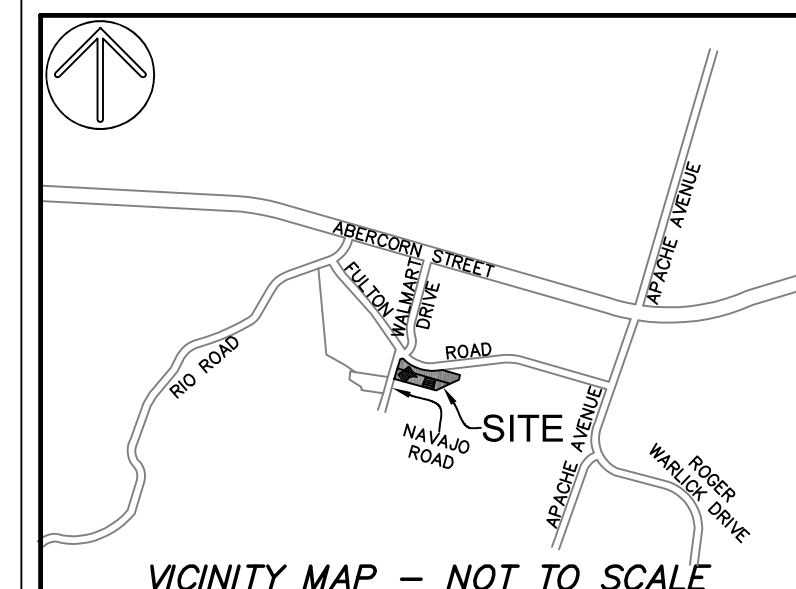 APACHE AVENUE
ABERCORN STREET
FULTON ROAD
WALMART
DRIVE
RIO ROAD
SITE
NAVAJO
ROAD
APACHE AVENUE
ROGER
WARLICK DRIVE
VICINITY MAP – NOT TO SCALE